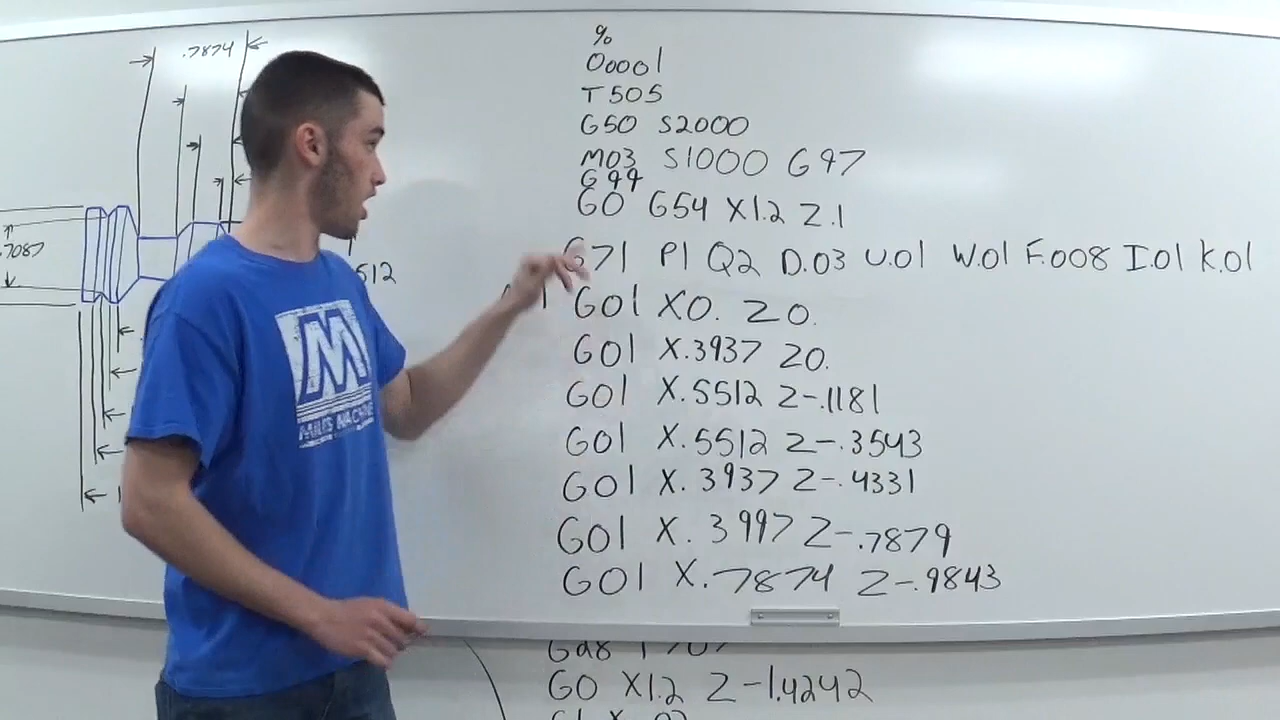 .7874
.7087
.512
%
O0001
T505
G50 S2000
M03 S1000 G97
G99
G0 G54 X1.2 Z.1
G71 P1 Q2 D.03 U.01 W.01 F.008 I.01 K.01
G01 X0. Z0.
G01 X.3937 Z0.
G01 X.5512 Z-.1181
G01 X.5512 Z-.3543
G01 X.3937 Z-.4331
G01 X.3997 Z-.7879
G01 X.7874 Z-.9843
G0 X1.2 Z-1.4242
M